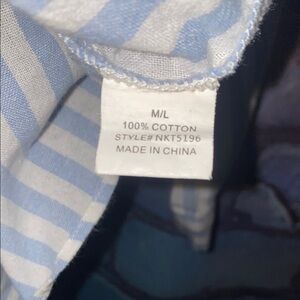 M/L
100% COTTON
STYLE# NKT5196
MADE IN CHINA